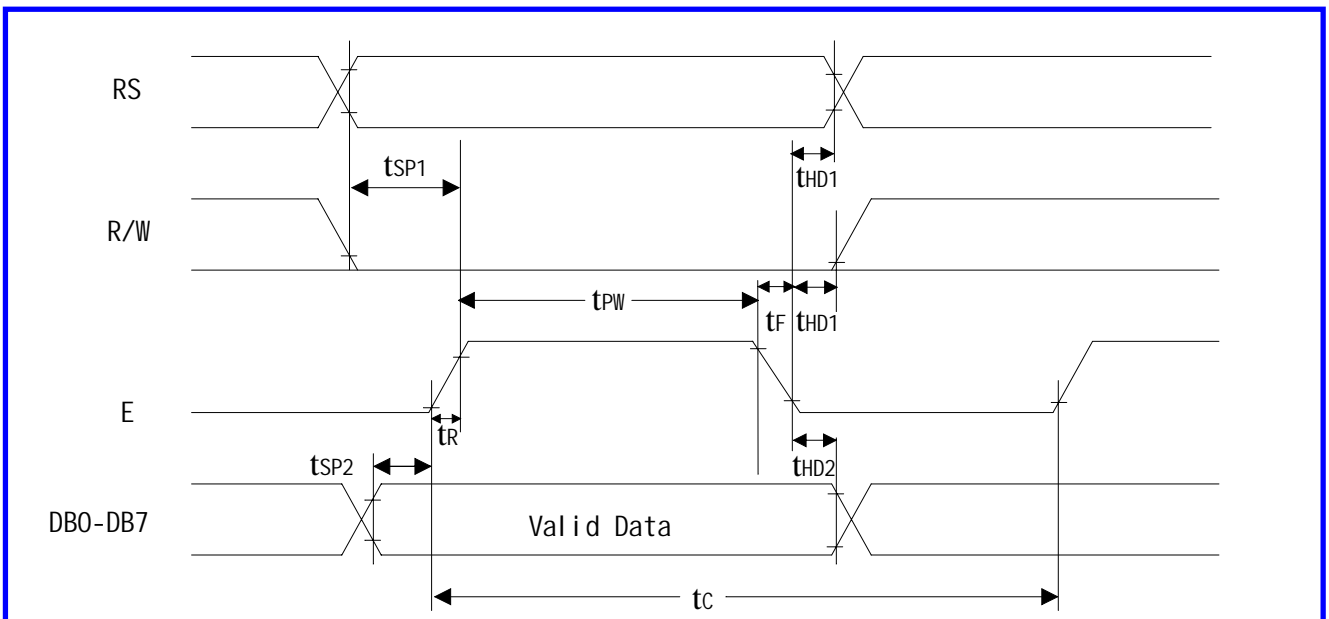 RS
tSP1
tHD1
R/W
tPW
tF
tHD1
E
tR
tSP2
tHD2
DB0-DB7
Valid Data
tC